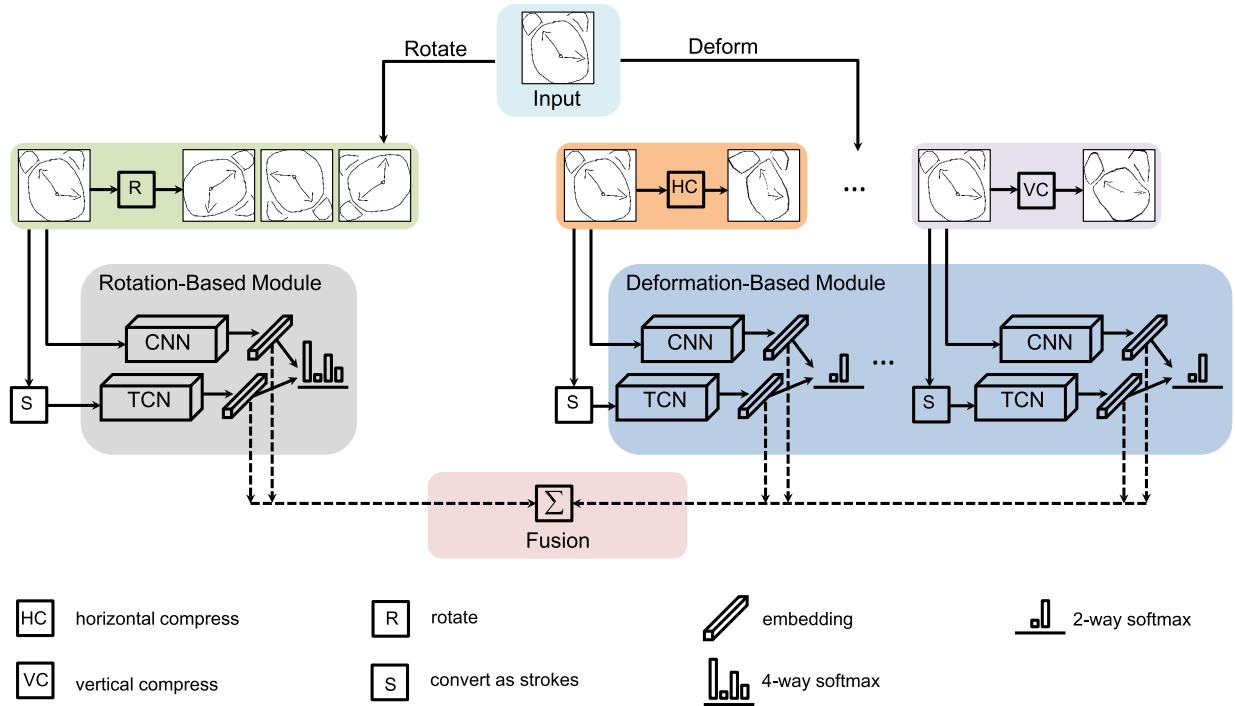 Rotate
Deform
Input
R
HC
...
VC
Rotation-Based Module
Deformation-Based Module
CNN
CNN
CNN
...
S
TCN
S
TCN
S
TCN
Σ
Fusion
HC horizontal compress
R rotate
embedding
2-way softmax
VC vertical compress
S convert as strokes
4-way softmax